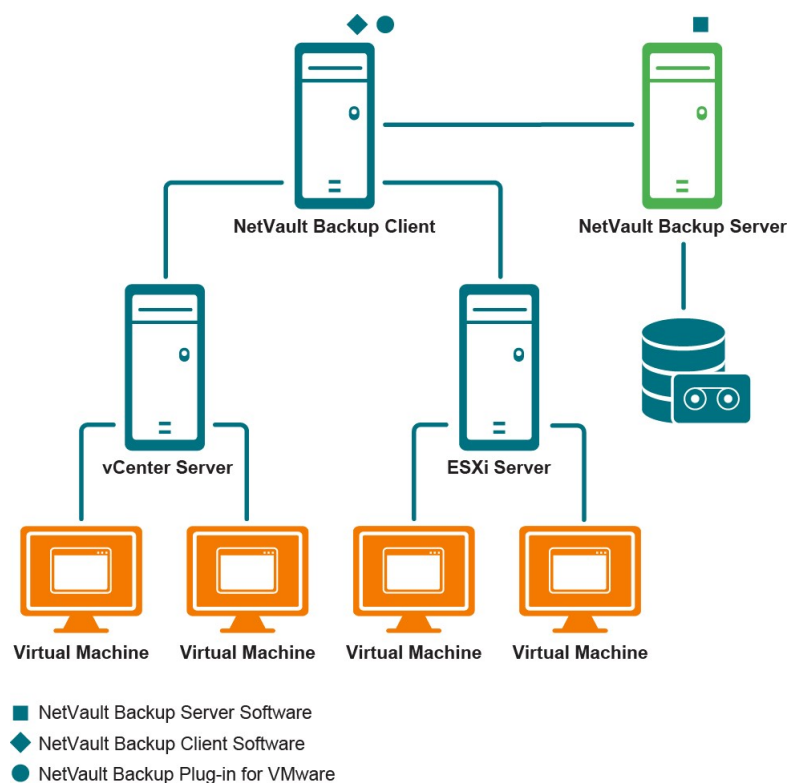 NetVault Backup Client
NetVault Backup Server
vCenter Server
ESXi Server
Virtual Machine
Virtual Machine
Virtual Machine
Virtual Machine
NetVault Backup Server Software
NetVault Backup Client Software
NetVault Backup Plug-in for VMware